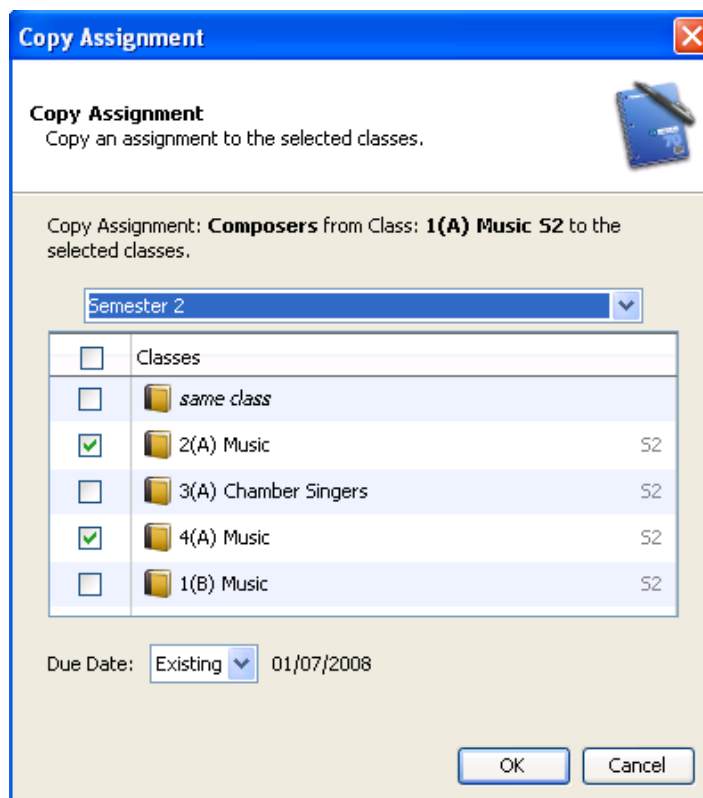 Copy Assignment
Copy Assignment
Copy an assignment to the selected classes.
70
Copy Assignment: Composers from Class: 1(A) Music S2 to the
selected classes.
Semester 2
Classes
same class
2(A) Music S2
3(A) Chamber Singers S2
4(A) Music S2
1(B) Music S2
Due Date: Existing 01/07/2008
OK Cancel